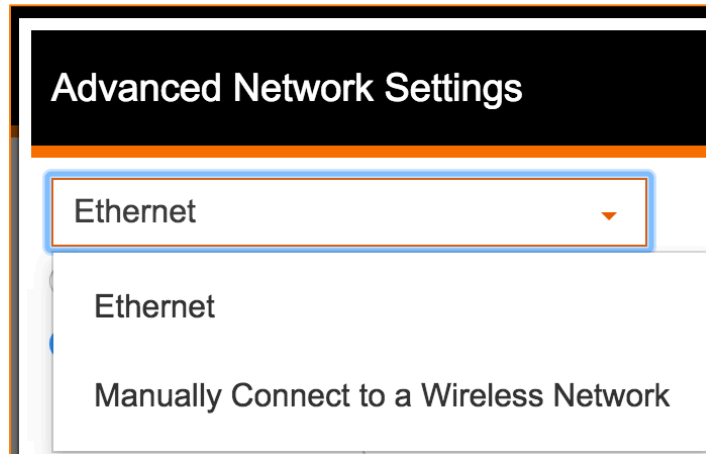 Advanced Network Settings
Ethernet
Ethernet
Manually Connect to a Wireless Network